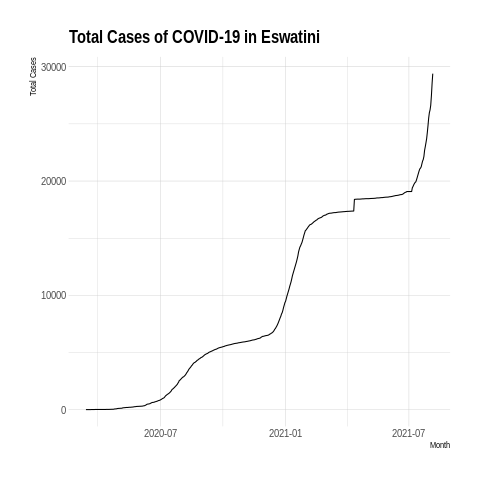 Total Cases of COVID-19 in Eswatini
Total Cases
30000
20000
10000
0
2020-07
2021-01
2021-07
Month